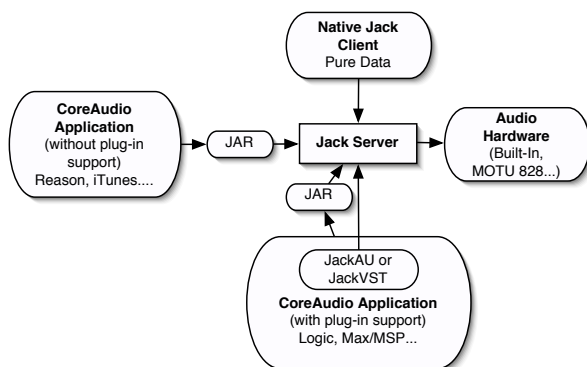 Native Jack
Client
Pure Data
CoreAudio
Application
(without plug-in
support)
Reason, iTunes....
JAR
Jack Server
Audio
Hardware
(Built-In,
MOTU 828...)
JAR
JackAU or
JackVST
CoreAudio Application
(with plug-in support)
Logic, Max/MSP...